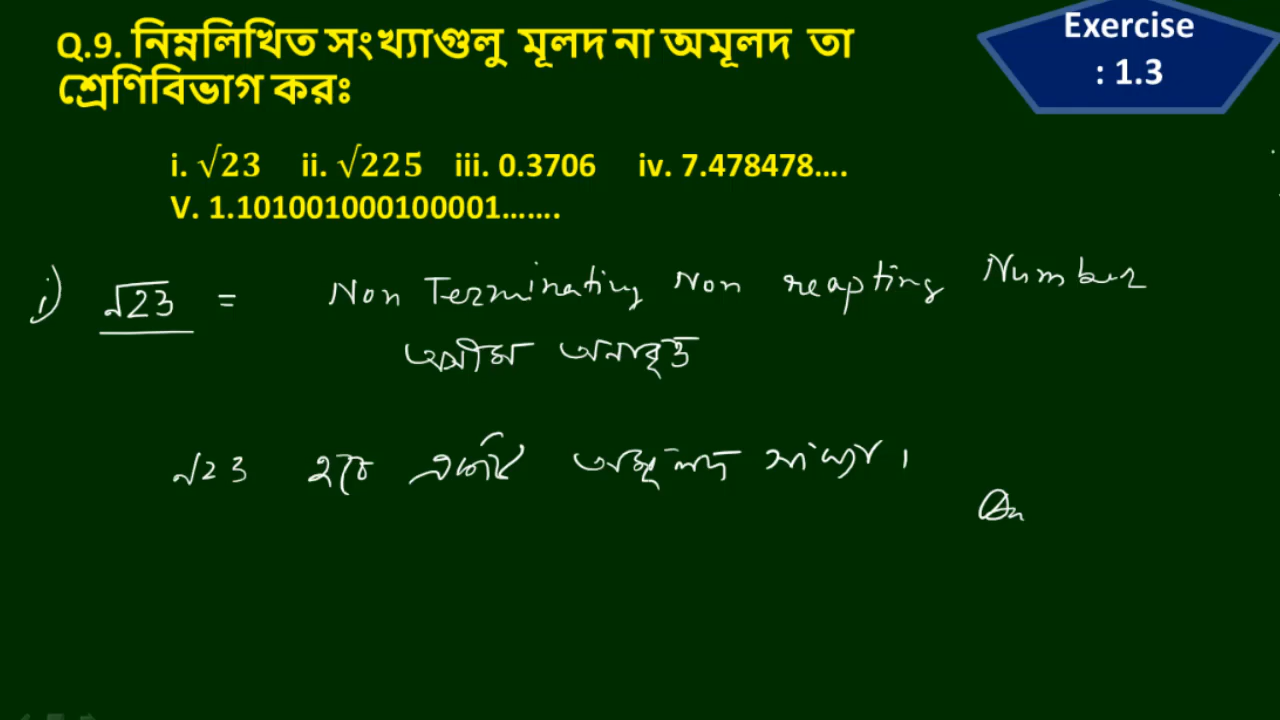 Q.9. নিম্নলিখিত সংখ্যাগুলু মূলদ না অমূলদ তা
শ্রেণিবিভাগ করঃ
Exercise
: 1.3
i. √23 ii. √225 iii. 0.3706 iv. 7.478478....
V. 1.101001000100001.......
i) √23 = Non Terminating Non reapting Number
অসীম অনাবৃত্ত
√23 হবে একটি অমূলদ সংখ্যা।